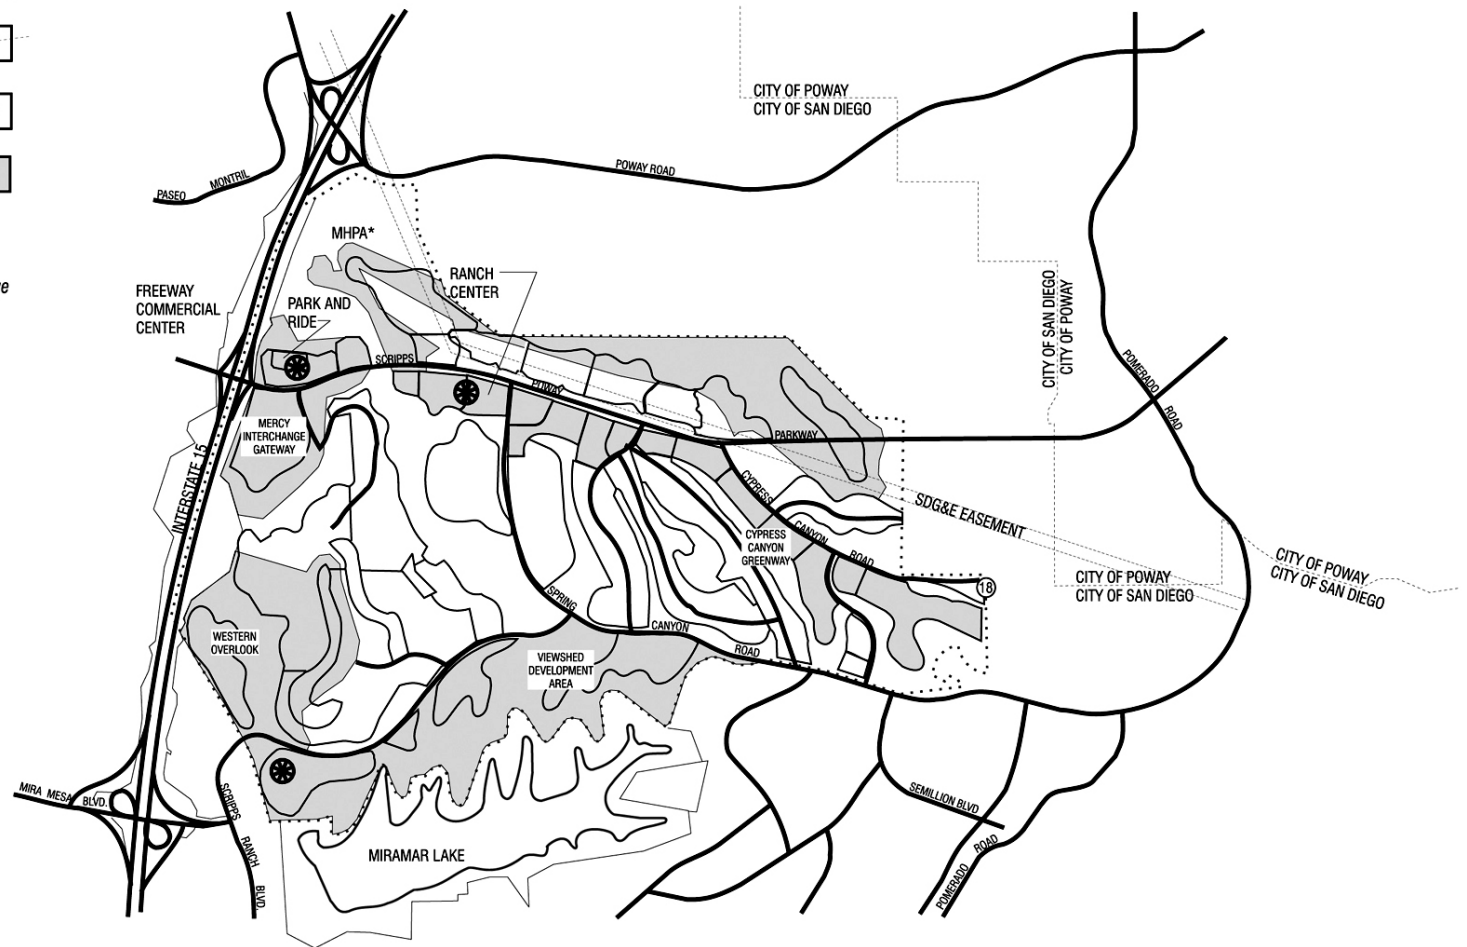 CITY OF POWAY
CITY OF SAN DIEGO
POWAY ROAD
PASEO MONTRIL
MHPA*
RANCH
CENTER
FREEWAY
COMMERCIAL
CENTER
PARK AND
RIDE
CITY OF SAN DIEGO
CITY OF POWAY
SCRIPPS POWAY PARKWAY
POMERADO ROAD
MERCY
INTERCHANGE
GATEWAY
INTERSTATE 15
SDG&E EASEMENT
CYPRESS CANYON ROAD
CYPRESS
CANYON
GREENWAY
CITY OF POWAY
CITY OF SAN DIEGO
CITY OF POWAY
CITY OF SAN DIEGO
18
SPRING CANYON ROAD
WESTERN
OVERLOOK
VIEWSHED
DEVELOPMENT
AREA
MIRA MESA BLVD.
SCRIPPS RANCH BLVD.
SEMILLION BLVD
MIRAMAR LAKE
POMERADO ROAD